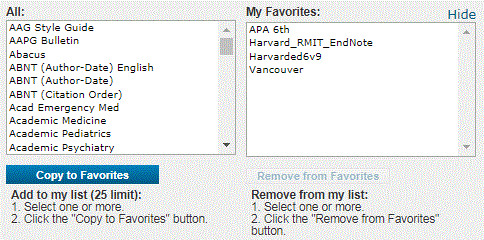 All:
AAG Style Guide
AAPG Bulletin
Abacus
ABNT (Author-Date) English
ABNT (Author-Date)
ABNT (Citation Order)
Acad Emergency Med
Academic Medicine
Academic Pediatrics
Academic Psychiatry
Copy to Favorites
Add to my list (25 limit):
1. Select one or more.
2. Click the "Copy to Favorites" button.
My Favorites:
Hide
APA 6th
Harvard_RMIT_EndNote
Harvarded6v9
Vancouver
Remove from Favorites
Remove from my list:
1. Select one or more.
2. Click the "Remove from Favorites"
button.